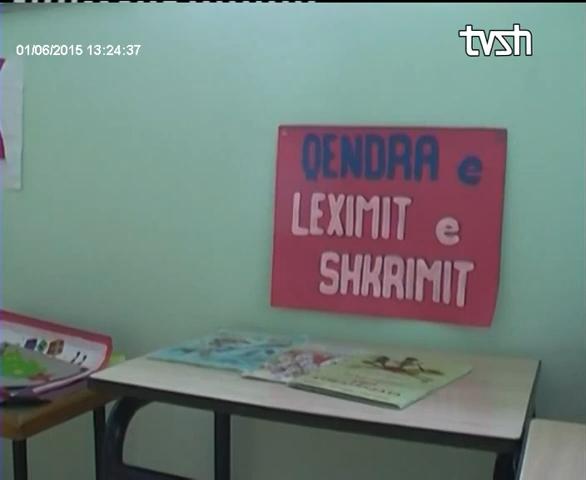 01/06/2015 13:24:37
tvsh
QENDRA e
LEXIMIT e
SHKRIMIT